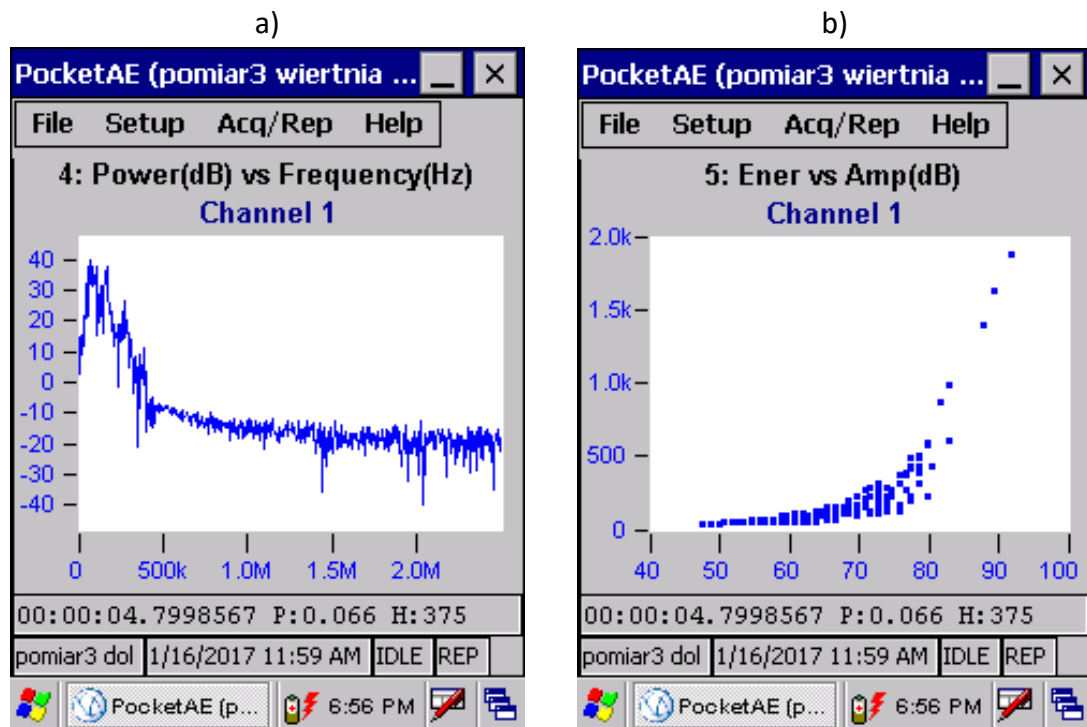 a)
PocketAE (pomiar3 wiertnia ...
File Setup Acq/Rep Help
4: Power(dB) vs Frequency(Hz)
Channel 1
40
30
20
10
0
-10
-20
-30
-40
0 500k 1.0M 1.5M 2.0M
00:00:04.7998567 P:0.066 H:375
pomiar3 dol 1/16/2017 11:59 AM IDLE REP
PocketAE (p... 6:56 PM
b)
PocketAE (pomiar3 wiertnia ...
File Setup Acq/Rep Help
5: Ener vs Amp(dB)
Channel 1
2.0k
1.5k
1.0k
500
0
40 50 60 70 80 90 100
00:00:04.7998567 P:0.066 H:375
pomiar3 dol 1/16/2017 11:59 AM IDLE REP
PocketAE (p... 6:56 PM